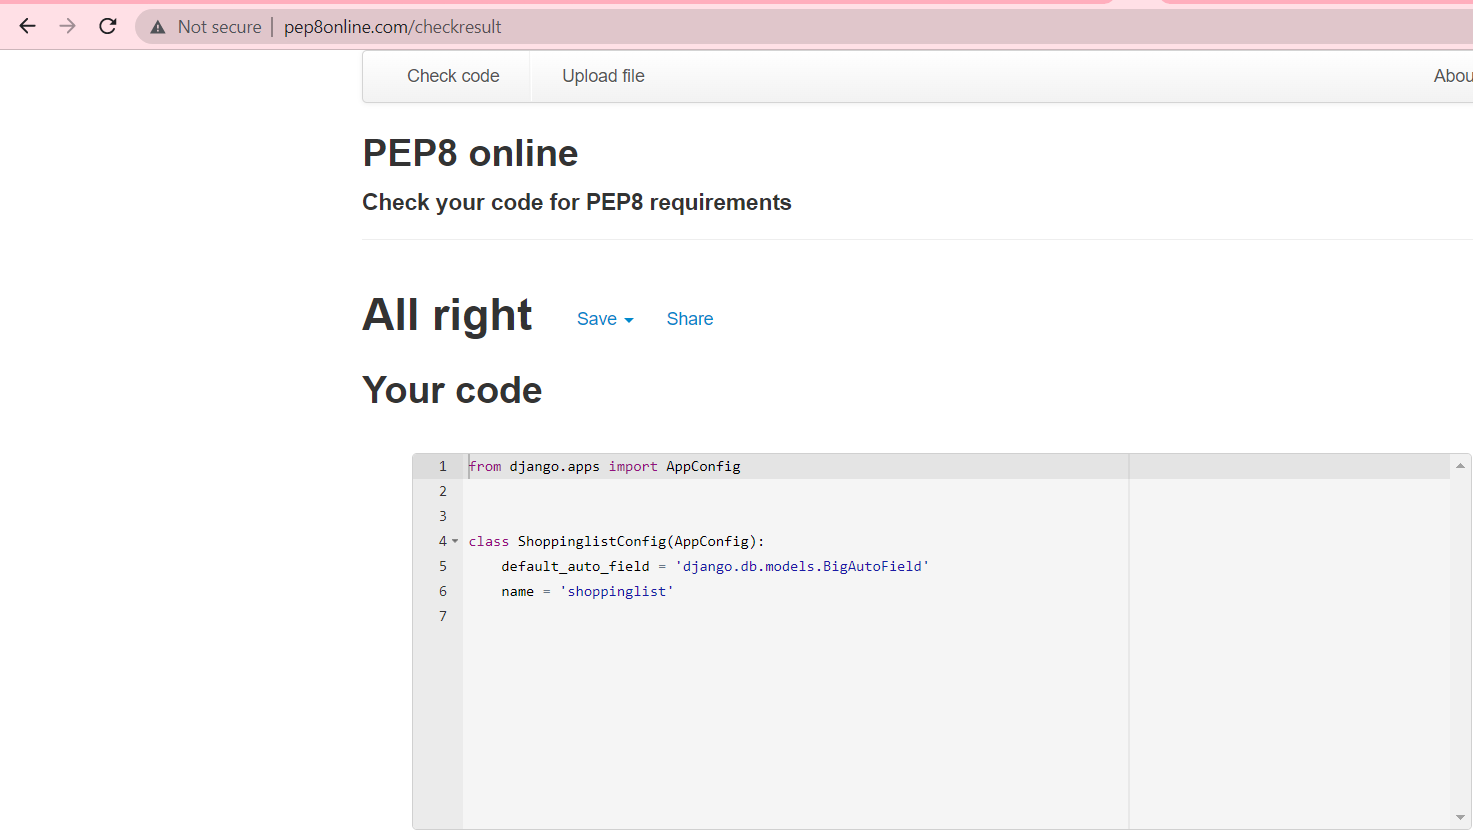 Not secure | pep8online.com/checkresult
Check code Upload file Abou
PEP8 online
Check your code for PEP8 requirements
All right Save Share
Your code
1 from django.apps import AppConfig
2
3
4 class ShoppinglistConfig(AppConfig):
5     default_auto_field = 'django.db.models.BigAutoField'
6     name = 'shoppinglist'
7